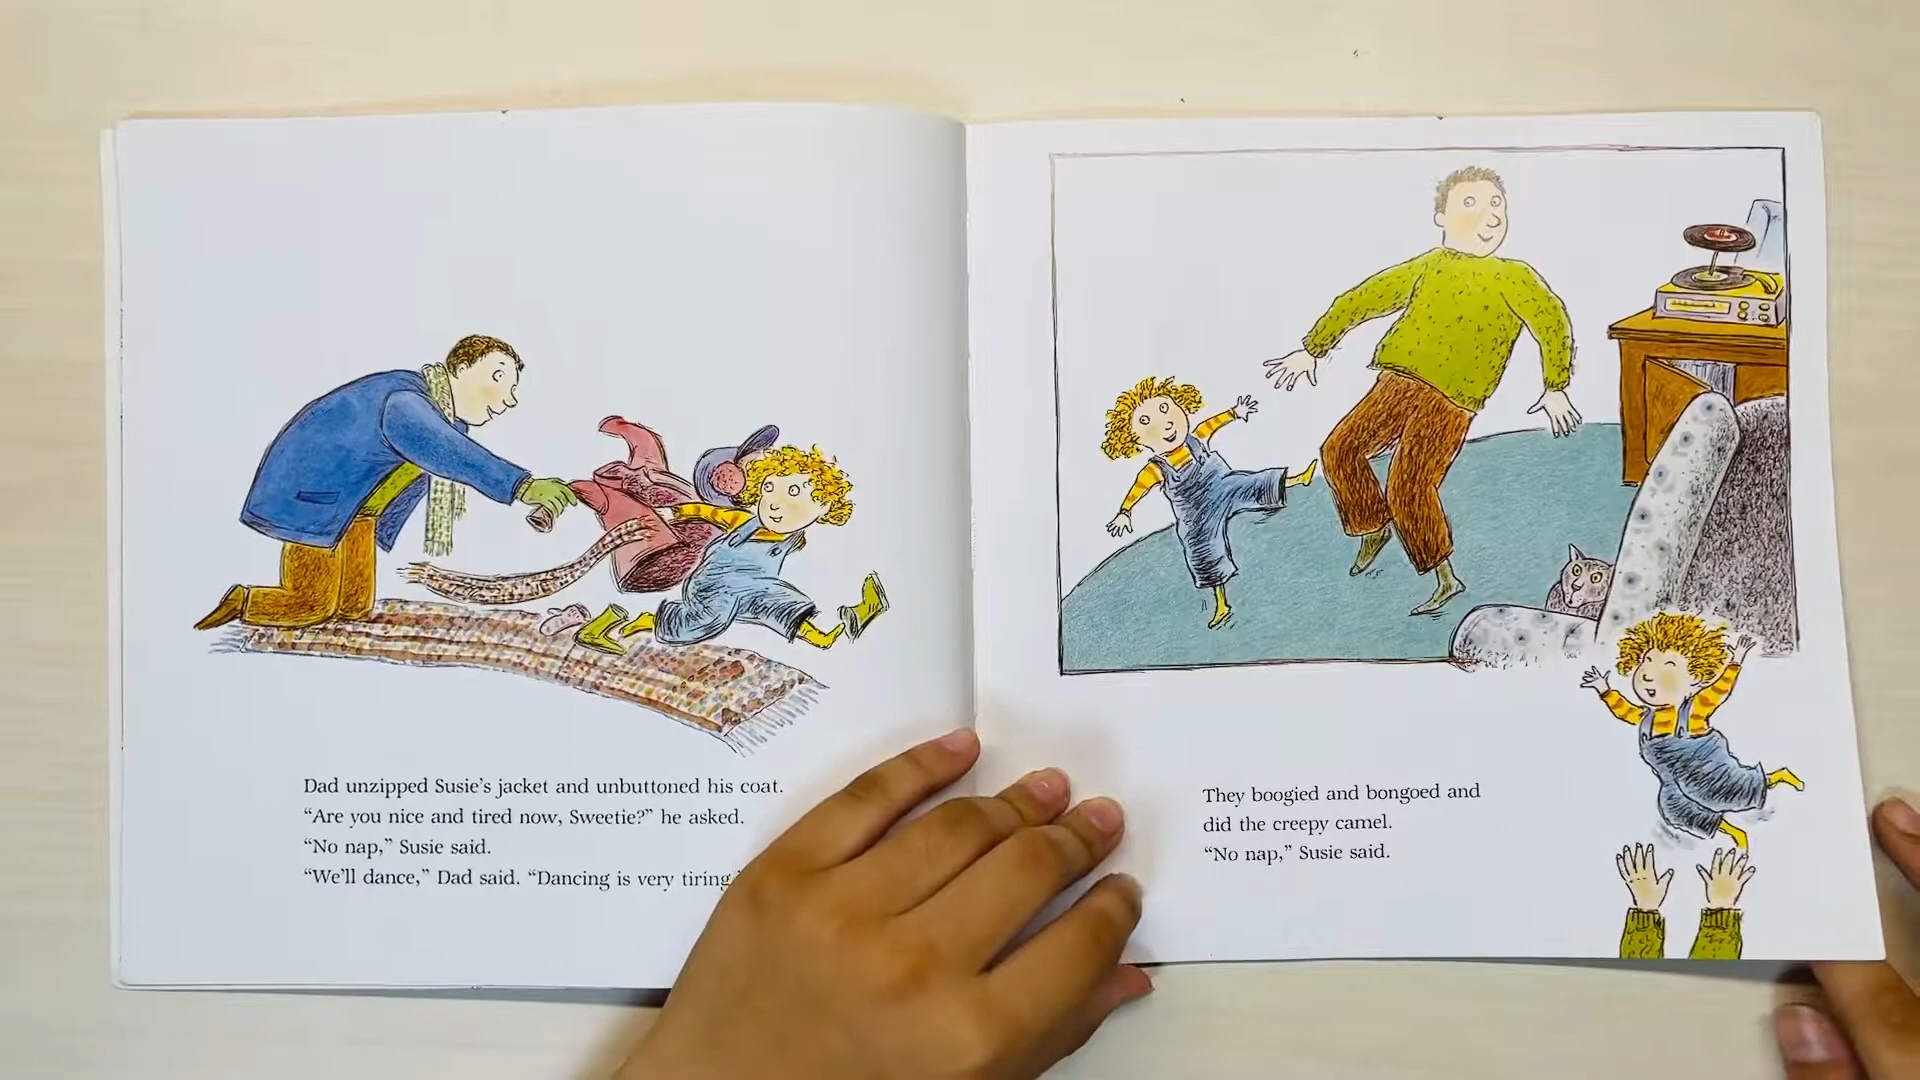 Dad unzipped Susie's jacket and unbuttoned his coat.
“Are you nice and tired now, Sweetie?” he asked.
“No nap,” Susie said.
“We'll dance,” Dad said. “Dancing is very tiring
They boogied and bongoed and
did the creepy camel.
“No nap,” Susie said.